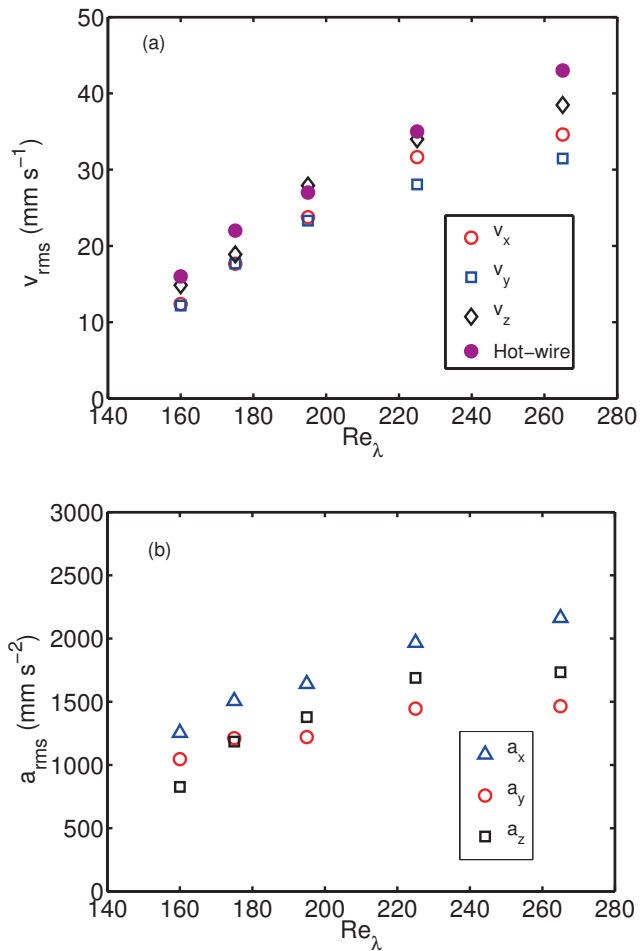 50
(a)
40
30
20
10
0
v_rms (mm s⁻¹)
v_x
v_y
v_z
Hot−wire
140 160 180 200 220 240 260 280
Re_λ
3000
(b)
2500
2000
1500
1000
500
0
a_rms (mm s⁻²)
a_x
a_y
a_z
140 160 180 200 220 240 260 280
Re_λ